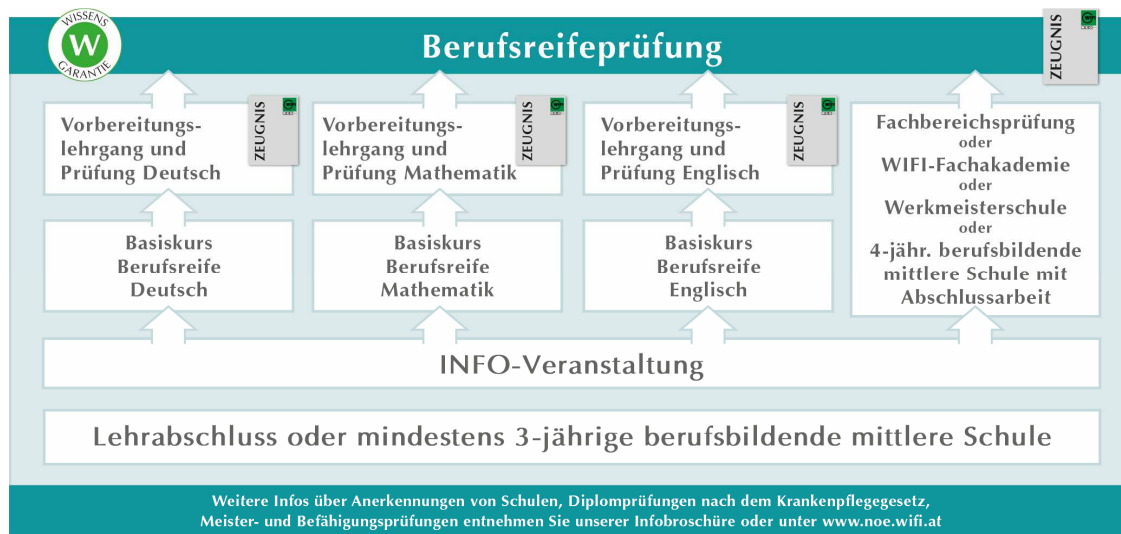 WISSENS
W
GARANTIE
Berufsreifeprüfung
ZEUGNIS
Vorbereitungs-
lehrgang und
Prüfung Deutsch
ZEUGNIS
Vorbereitungs-
lehrgang und
Prüfung Mathematik
ZEUGNIS
Vorbereitungs-
lehrgang und
Prüfung Englisch
ZEUGNIS
Fachbereichsprüfung
oder
WIFI-Fachakademie
oder
Werkmeisterschule
oder
4-jähr. berufsbildende
mittlere Schule mit
Abschlussarbeit
Basiskurs
Berufsreife
Deutsch
Basiskurs
Berufsreife
Mathematik
Basiskurs
Berufsreife
Englisch
INFO-Veranstaltung
Lehrabschluss oder mindestens 3-jährige berufsbildende mittlere Schule
Weitere Infos über Anerkennungen von Schulen, Diplomprüfungen nach dem Krankenpflegegesetz,
Meister- und Befähigungsprüfungen entnehmen Sie unserer Infobroschüre oder unter www.noe.wifi.at